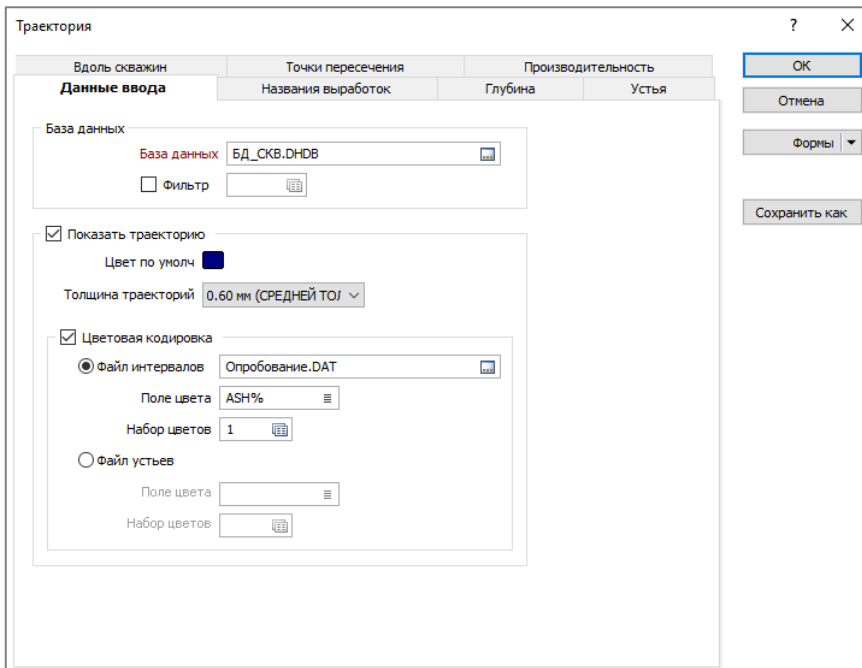 Траектория
?
Вдоль скважин Точки пересечения Производительность
Данные ввода Названия выработок Глубина Устья
OK
Отмена
Формы
Сохранить как
База данных
База данных БД_СКВ.DHDB
Фильтр
Показать траекторию
Цвет по умолч
Толщина траекторий 0.60 мм (СРЕДНЕЙ ТОЛ
Цветовая кодировка
Файл интервалов Опробование.DAT
Поле цвета ASH%
Набор цветов 1
Файл устьев
Поле цвета
Набор цветов